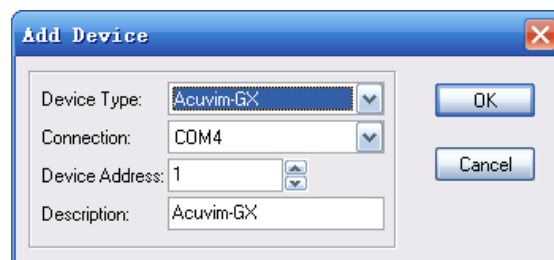 Add Device
Device Type: Acuvim-GX
OK
Connection: COM4
Device Address: 1
Cancel
Description: Acuvim-GX